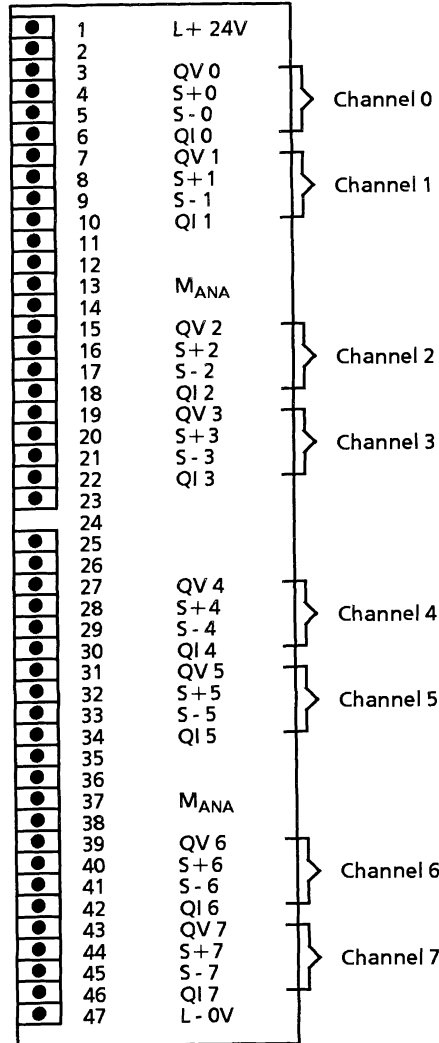 1 L+ 24V
2
3 QV 0
4 S+0 Channel 0
5 S-0
6 QI 0
7 QV 1
8 S+1 Channel 1
9 S-1
10 QI 1
11
12
13 MANA
14
15 QV 2
16 S+2 Channel 2
17 S-2
18 QI 2
19 QV 3
20 S+3 Channel 3
21 S-3
22 QI 3
23
24
25
26
27 QV 4
28 S+4 Channel 4
29 S-4
30 QI 4
31 QV 5
32 S+5 Channel 5
33 S-5
34 QI 5
35
36
37 MANA
38
39 QV 6
40 S+6 Channel 6
41 S-6
42 QI 6
43 QV 7
44 S+7 Channel 7
45 S-7
46 QI 7
47 L- 0V